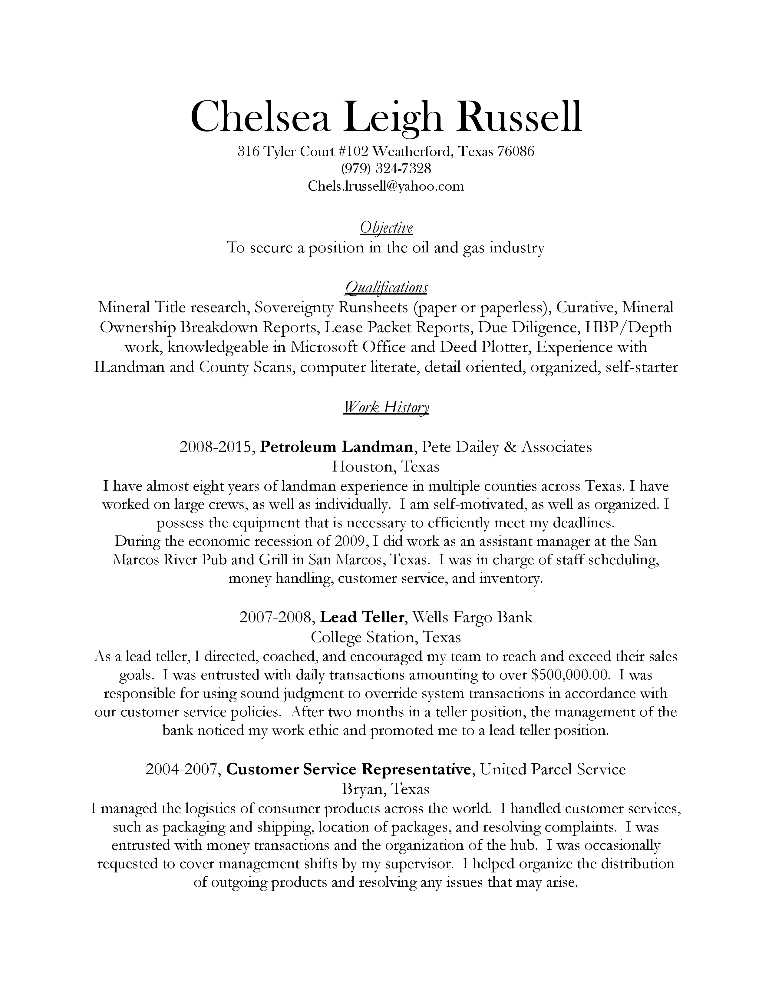 Chelsea Leigh Russell
316 Tyler Court #102 Weatherford, Texas 76086
(979) 324-7328
Chels.lrussell@yahoo.com
Objective
To secure a position in the oil and gas industry
Qualifications
Mineral Title research, Sovereignty Runsheets (paper or paperless), Curative, Mineral
Ownership Breakdown Reports, Lease Packet Reports, Due Diligence, HBP/Depth
work, knowledgeable in Microsoft Office and Deed Plotter, Experience with
ILandman and County Scans, computer literate, detail oriented, organized, self-starter
Work History
2008-2015, Petroleum Landman, Pete Dailey & Associates
Houston, Texas
I have almost eight years of landman experience in multiple counties across Texas. I have
worked on large crews, as well as individually.  I am self-motivated, as well as organized. I
possess the equipment that is necessary to efficiently meet my deadlines.
During the economic recession of 2009, I did work as an assistant manager at the San
Marcos River Pub and Grill in San Marcos, Texas.  I was in charge of staff scheduling,
money handling, customer service, and inventory.
2007-2008, Lead Teller, Wells Fargo Bank
College Station, Texas
As a lead teller, I directed, coached, and encouraged my team to reach and exceed their sales
goals.  I was entrusted with daily transactions amounting to over $500,000.00.  I was
responsible for using sound judgment to override system transactions in accordance with
our customer service policies.  After two months in a teller position, the management of the
bank noticed my work ethic and promoted me to a lead teller position.
2004-2007, Customer Service Representative, United Parcel Service
Bryan, Texas
I managed the logistics of consumer products across the world.  I handled customer services,
such as packaging and shipping, location of packages, and resolving complaints.  I was
entrusted with money transactions and the organization of the hub.  I was occasionally
requested to cover management shifts by my supervisor.  I helped organize the distribution
of outgoing products and resolving any issues that may arise.